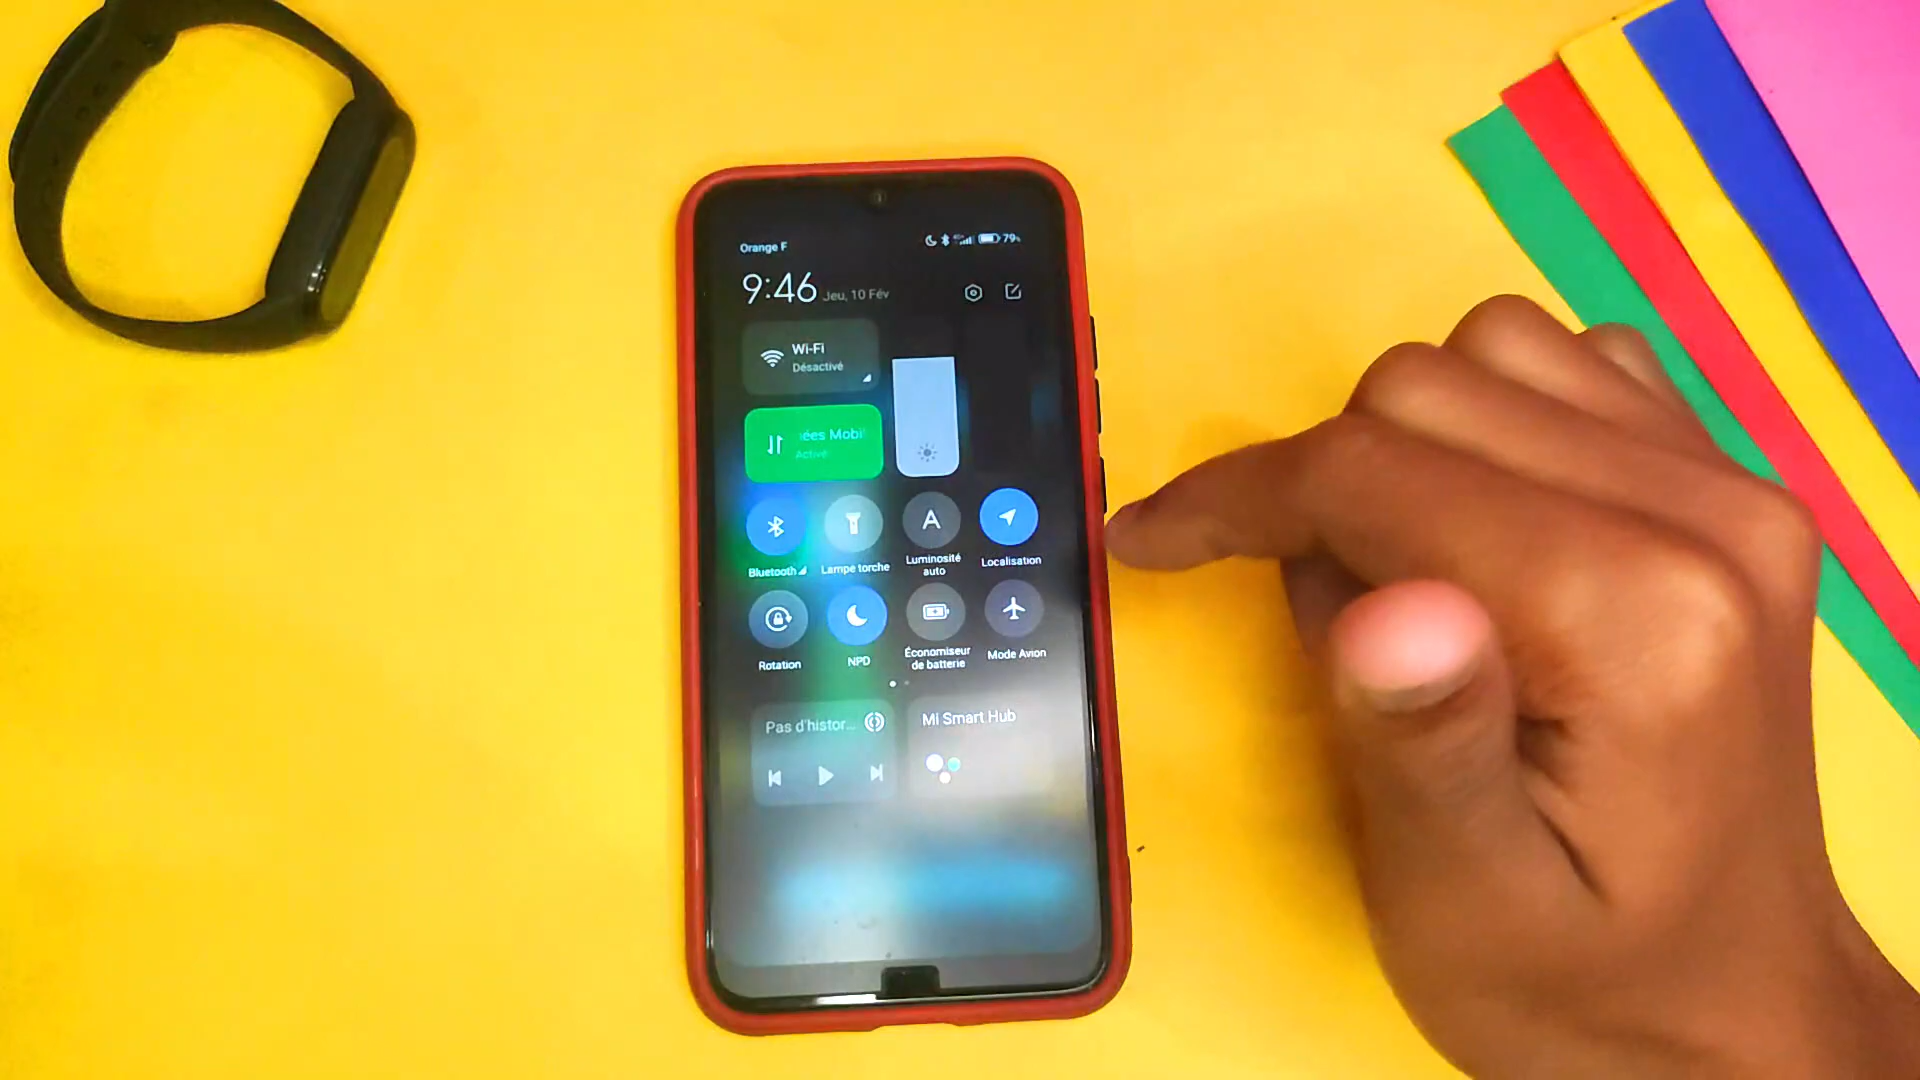 Orange F
79
9:46 Jeu, 10 Fév
Wi-Fi
Désactivé
ées Mobi
Activé
A
Bluetooth
Lampe torche
Luminosité
auto
Localisation
Rotation
NPD
Économiseur
de batterie
Mode Avion
Pas d'histor...
Mi Smart Hub